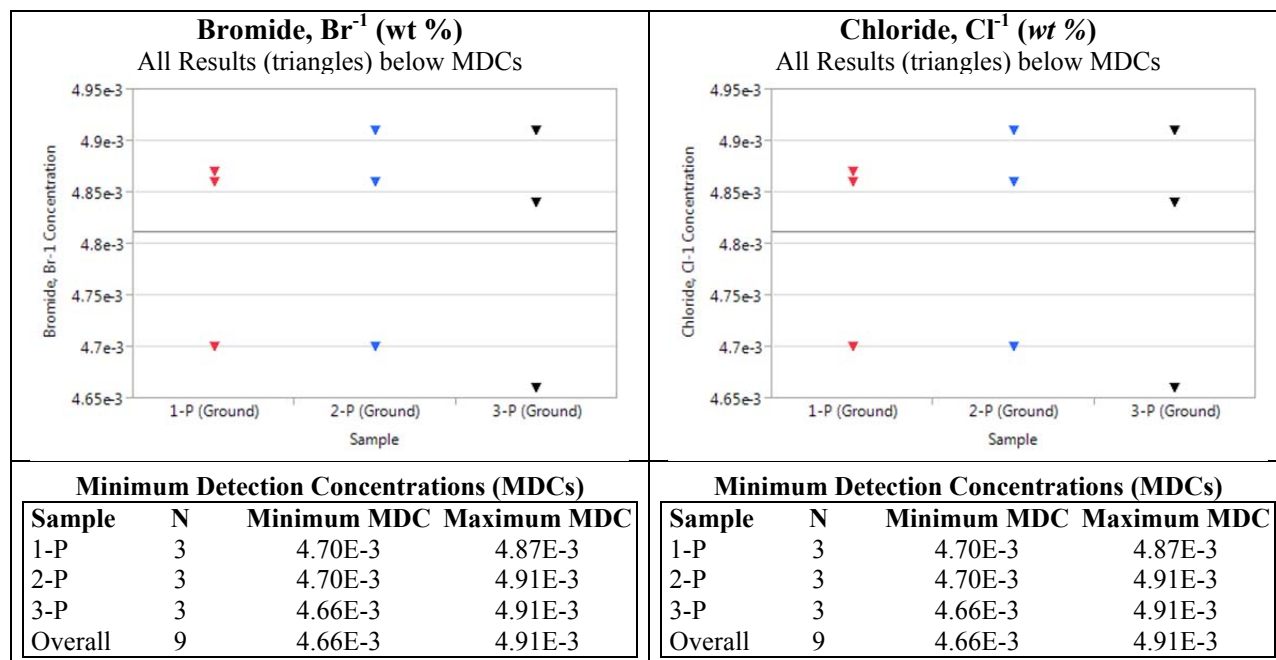 Bromide, Br-1 (wt %)
All Results (triangles) below MDCs
4.95e-3
4.9e-3
4.85e-3
4.8e-3
4.75e-3
4.7e-3
4.65e-3
Bromide, Br-1 Concentration
1-P (Ground) 2-P (Ground) 3-P (Ground)
Sample
Minimum Detection Concentrations (MDCs)
Sample N Minimum MDC Maximum MDC
1-P 3 4.70E-3 4.87E-3
2-P 3 4.70E-3 4.91E-3
3-P 3 4.66E-3 4.91E-3
Overall 9 4.66E-3 4.91E-3
Chloride, Cl-1 (wt %)
All Results (triangles) below MDCs
4.95e-3
4.9e-3
4.85e-3
4.8e-3
4.75e-3
4.7e-3
4.65e-3
Chloride, Cl-1 Concentration
1-P (Ground) 2-P (Ground) 3-P (Ground)
Sample
Minimum Detection Concentrations (MDCs)
Sample N Minimum MDC Maximum MDC
1-P 3 4.70E-3 4.87E-3
2-P 3 4.70E-3 4.91E-3
3-P 3 4.66E-3 4.91E-3
Overall 9 4.66E-3 4.91E-3